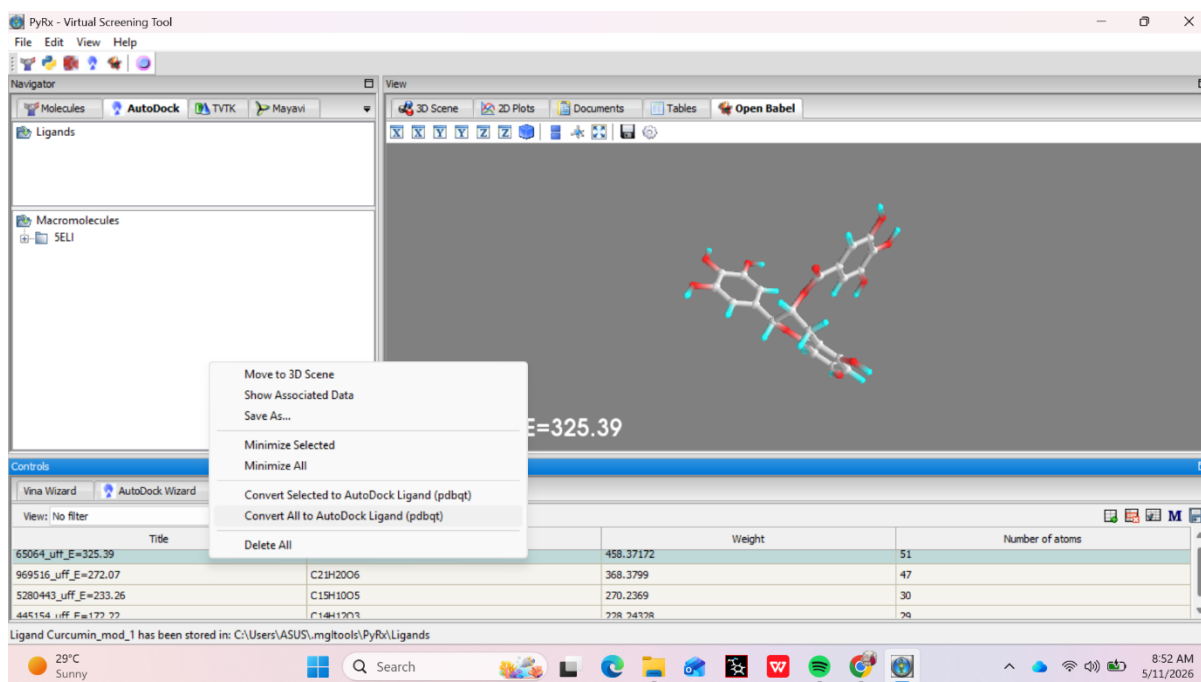 PyRx - Virtual Screening Tool
File Edit View Help
Navigator
View
Molecules AutoDock TVTK Mayavi
3D Scene 2D Plots Documents Tables Open Babel
Ligands
X X Y Y Z Z
Macromolecules
5ELI
Move to 3D Scene
Show Associated Data
Save As...
E=325.39
Minimize Selected
Minimize All
Controls
Vina Wizard AutoDock Wizard
Convert Selected to AutoDock Ligand (pdbqt)
Convert All to AutoDock Ligand (pdbqt)
Delete All
View: No filter
M
Title Weight Number of atoms
65064_uff_E=325.39 458.37172 51
969516_uff_E=272.07 C21H20O6 368.3799 47
5280443_uff_E=233.26 C15H10O5 270.2369 30
445154_uff_E=172.22 C14H12O3 228.24328 29
Ligand Curcumin_mod_1 has been stored in: C:\Users\ASUS\.mgltools\PyRx\Ligands
29°C
Sunny
Search
W
8:52 AM
5/11/2026